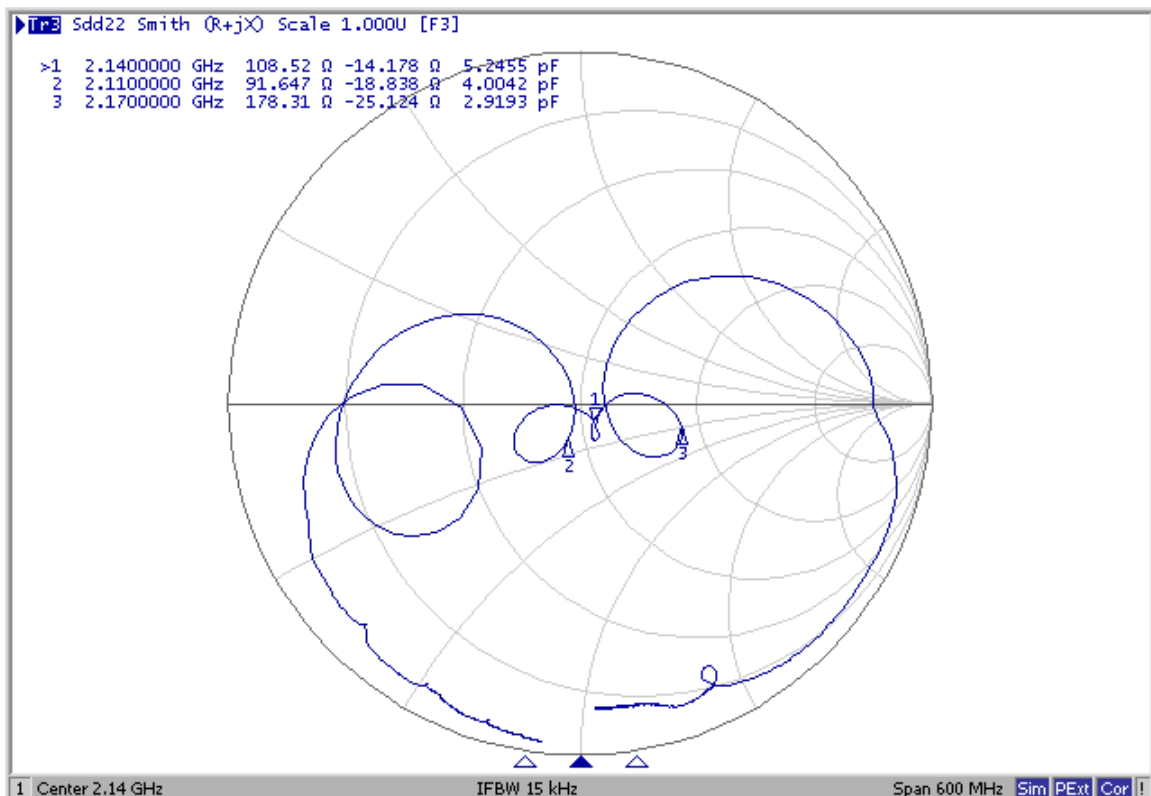 ▶Tr3 Sdd22 Smith (R+jX) Scale 1.000U [F3]
>1 2.1400000 GHz 108.52 Ω -14.178 Ω 5.2455 pF
2 2.1100000 GHz 91.647 Ω -18.838 Ω 4.0042 pF
3 2.1700000 GHz 178.31 Ω -25.124 Ω 2.9193 pF
1
2
3
1 Center 2.14 GHz IFBW 15 kHz Span 600 MHz Sim PExt Cor !